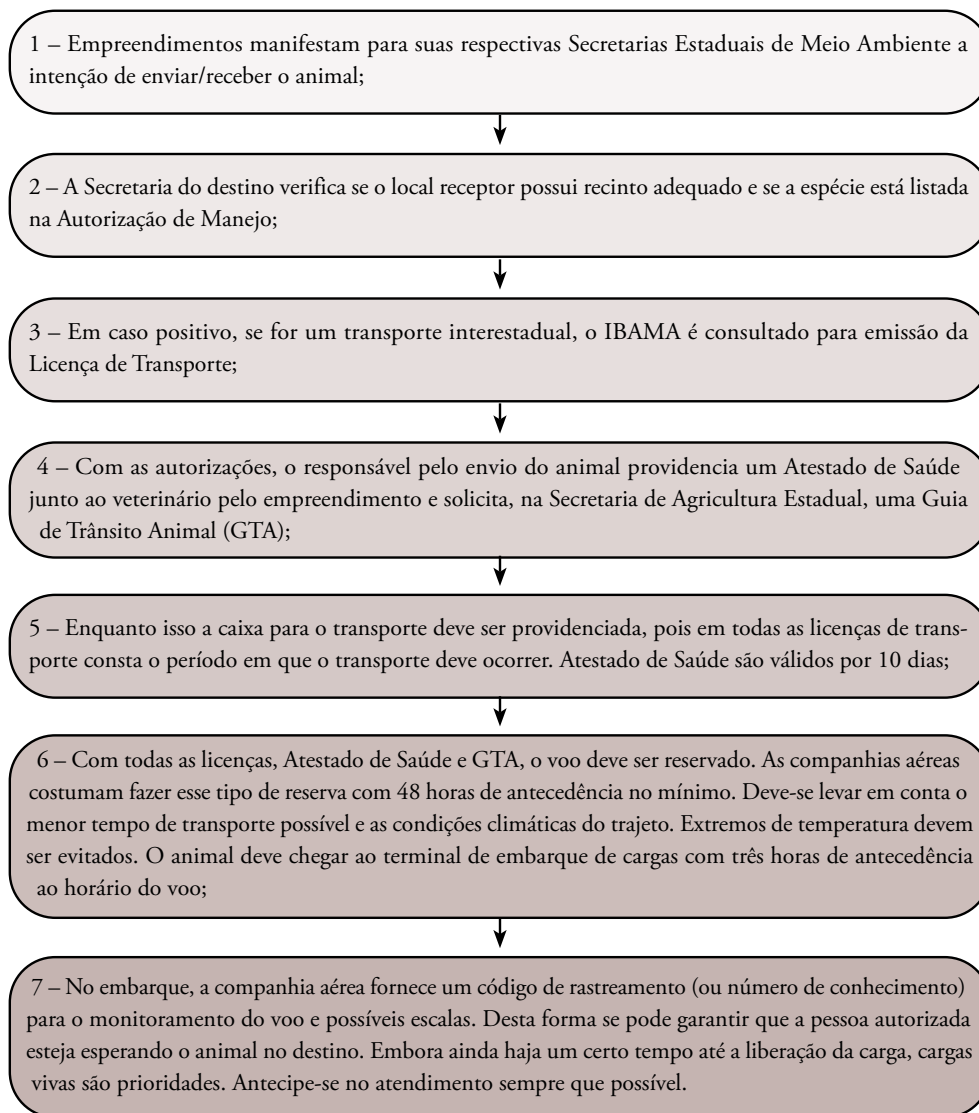 1 – Empreendimentos manifestam para suas respectivas Secretarias Estaduais de Meio Ambiente a
intenção de enviar/receber o animal;
2 – A Secretaria do destino verifica se o local receptor possui recinto adequado e se a espécie está listada
na Autorização de Manejo;
3 – Em caso positivo, se for um transporte interestadual, o IBAMA é consultado para emissão da
Licença de Transporte;
4 – Com as autorizações, o responsável pelo envio do animal providencia um Atestado de Saúde
junto ao veterinário pelo empreendimento e solicita, na Secretaria de Agricultura Estadual, uma Guia
de Trânsito Animal (GTA);
5 – Enquanto isso a caixa para o transporte deve ser providenciada, pois em todas as licenças de trans-
porte consta o período em que o transporte deve ocorrer. Atestado de Saúde são válidos por 10 dias;
6 – Com todas as licenças, Atestado de Saúde e GTA, o voo deve ser reservado. As companhias aéreas
costumam fazer esse tipo de reserva com 48 horas de antecedência no mínimo. Deve-se levar em conta o
menor tempo de transporte possível e as condições climáticas do trajeto. Extremos de temperatura devem
ser evitados. O animal deve chegar ao terminal de embarque de cargas com três horas de antecedência
ao horário do voo;
7 – No embarque, a companhia aérea fornece um código de rastreamento (ou número de conhecimento)
para o monitoramento do voo e possíveis escalas. Desta forma se pode garantir que a pessoa autorizada
esteja esperando o animal no destino. Embora ainda haja um certo tempo até a liberação da carga, cargas
vivas são prioridades. Antecipe-se no atendimento sempre que possível.